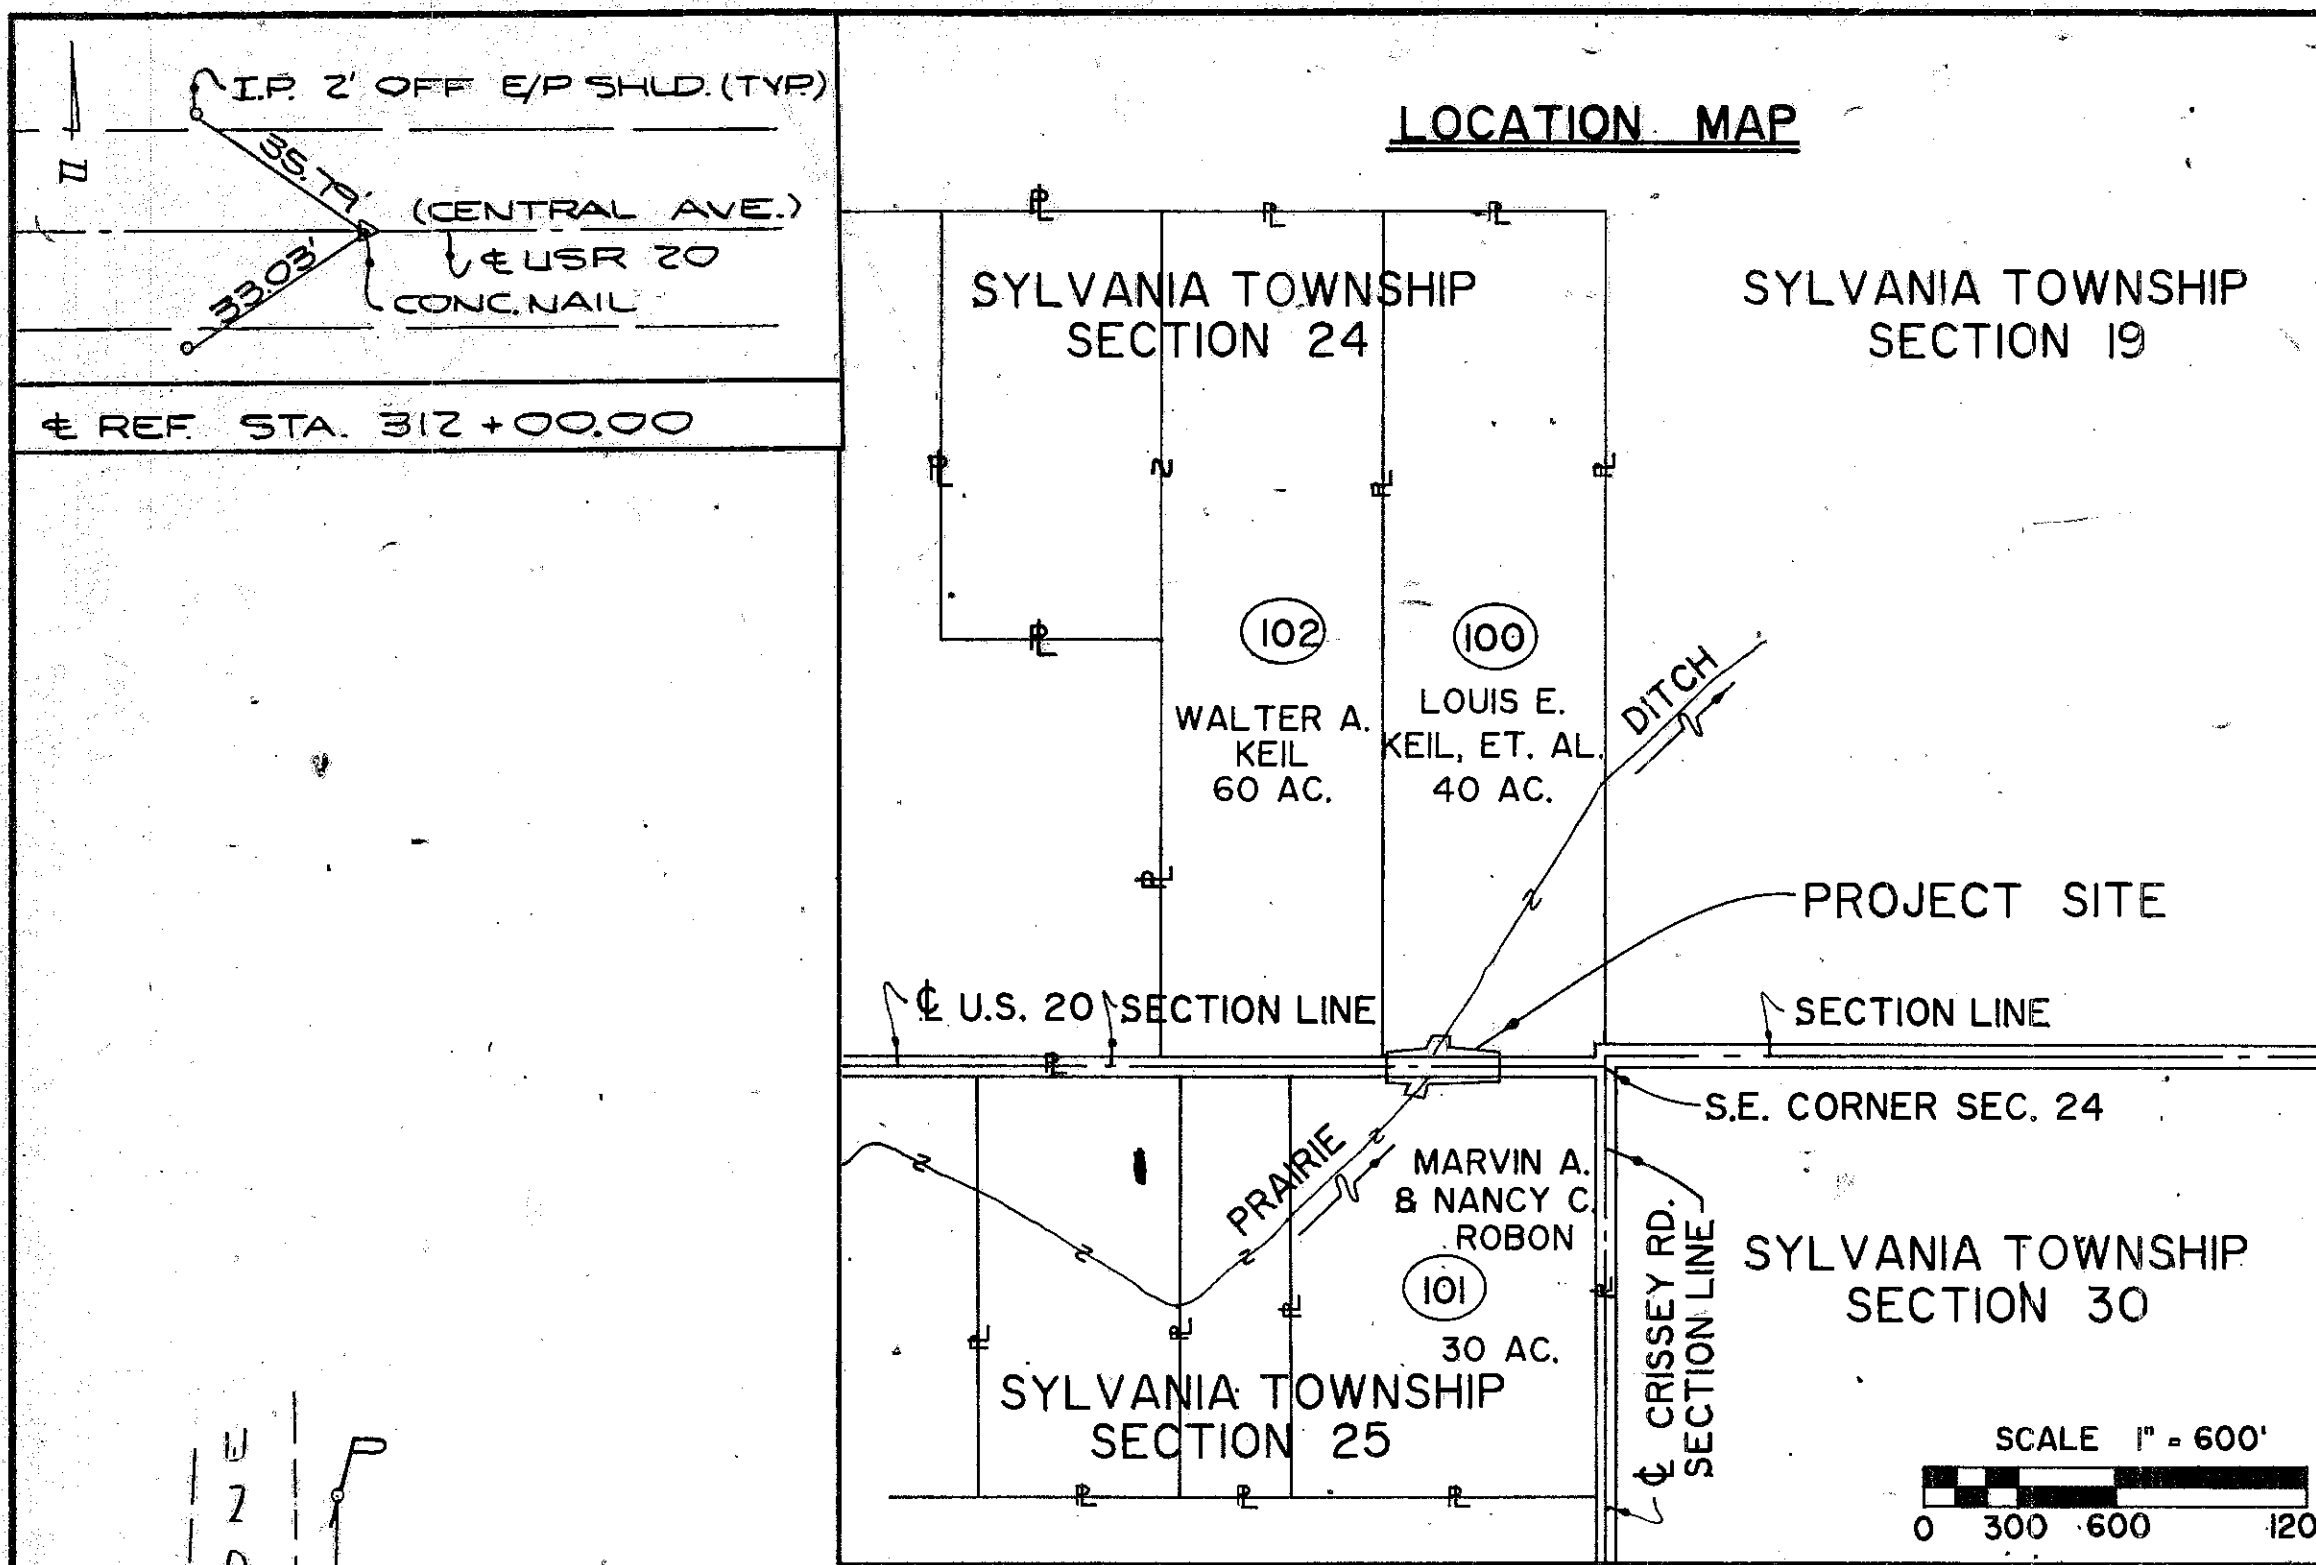 I.P. 2' OFF E/P SHLD. (TYP.)
35.79'
(CENTRAL AVE.)
℄ USR 20
33.03'
CONC. NAIL
n
℄ REF. STA. 312 + 00.00
LOCATION MAP
SYLVANIA TOWNSHIP
SECTION 24
SYLVANIA TOWNSHIP
SECTION 19
102
WALTER A.
KEIL
60 AC.
100
LOUIS E.
KEIL, ET. AL.
40 AC.
DITCH
PROJECT SITE
℄ U.S. 20
SECTION LINE
SECTION LINE
S.E. CORNER SEC. 24
PRAIRIE
MARVIN A.
& NANCY C.
ROBON
101
30 AC.
SYLVANIA TOWNSHIP
SECTION 25
℄ CRISSEY RD.
SECTION LINE
SYLVANIA TOWNSHIP
SECTION 30
SCALE 1" = 600'
0 300 600 120